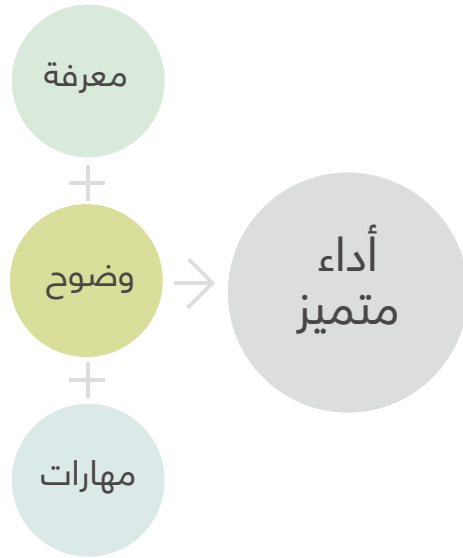 معرفة
+
وضوح
+
مهارات
أداء
متميز